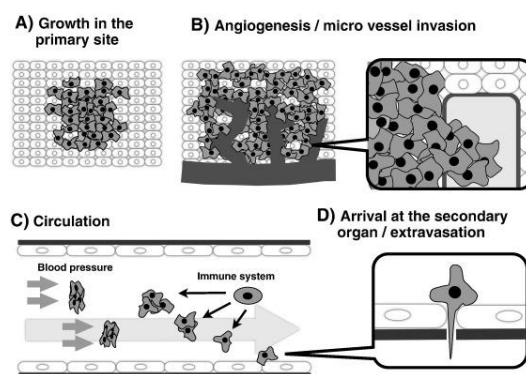 A) Growth in the
primary site
B) Angiogenesis / micro vessel invasion
C) Circulation
Blood pressure
Immune system
D) Arrival at the secondary
organ / extravasation